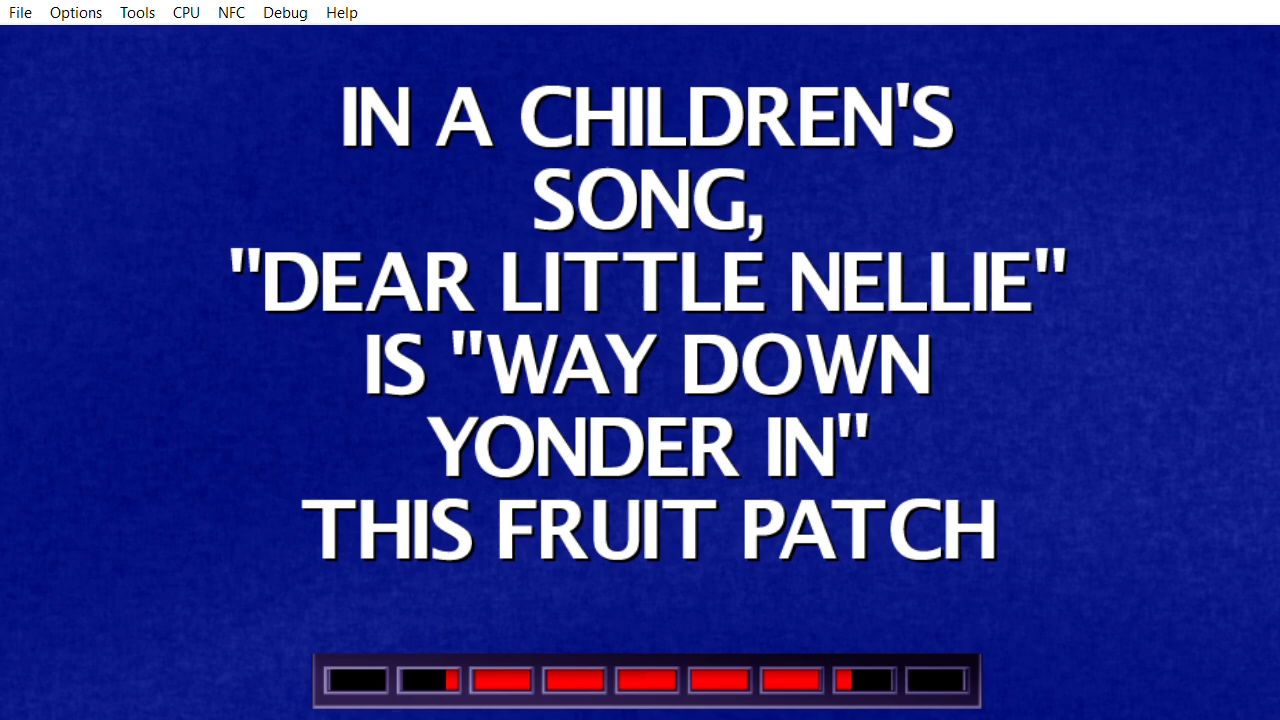 File Options Tools CPU NFC Debug Help
IN A CHILDREN'S
SONG,
"DEAR LITTLE NELLIE"
IS "WAY DOWN
YONDER IN"
THIS FRUIT PATCH